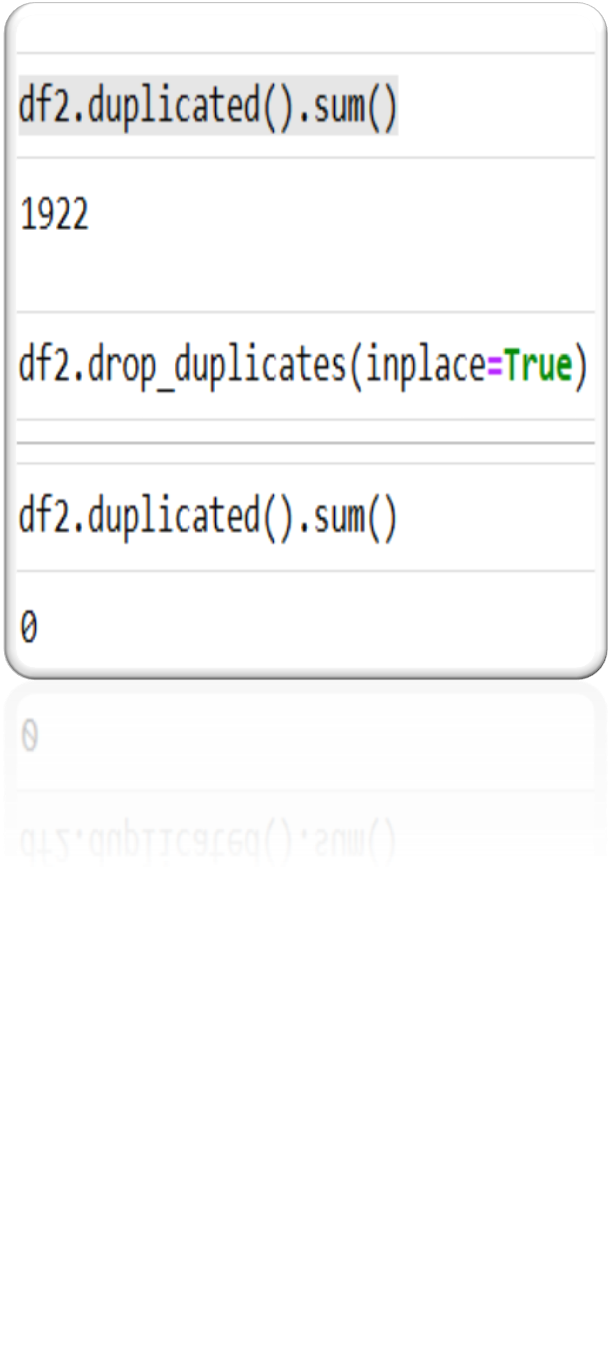 df2.duplicated().sum()
1922
df2.drop_duplicates(inplace=True)
df2.duplicated().sum()
0